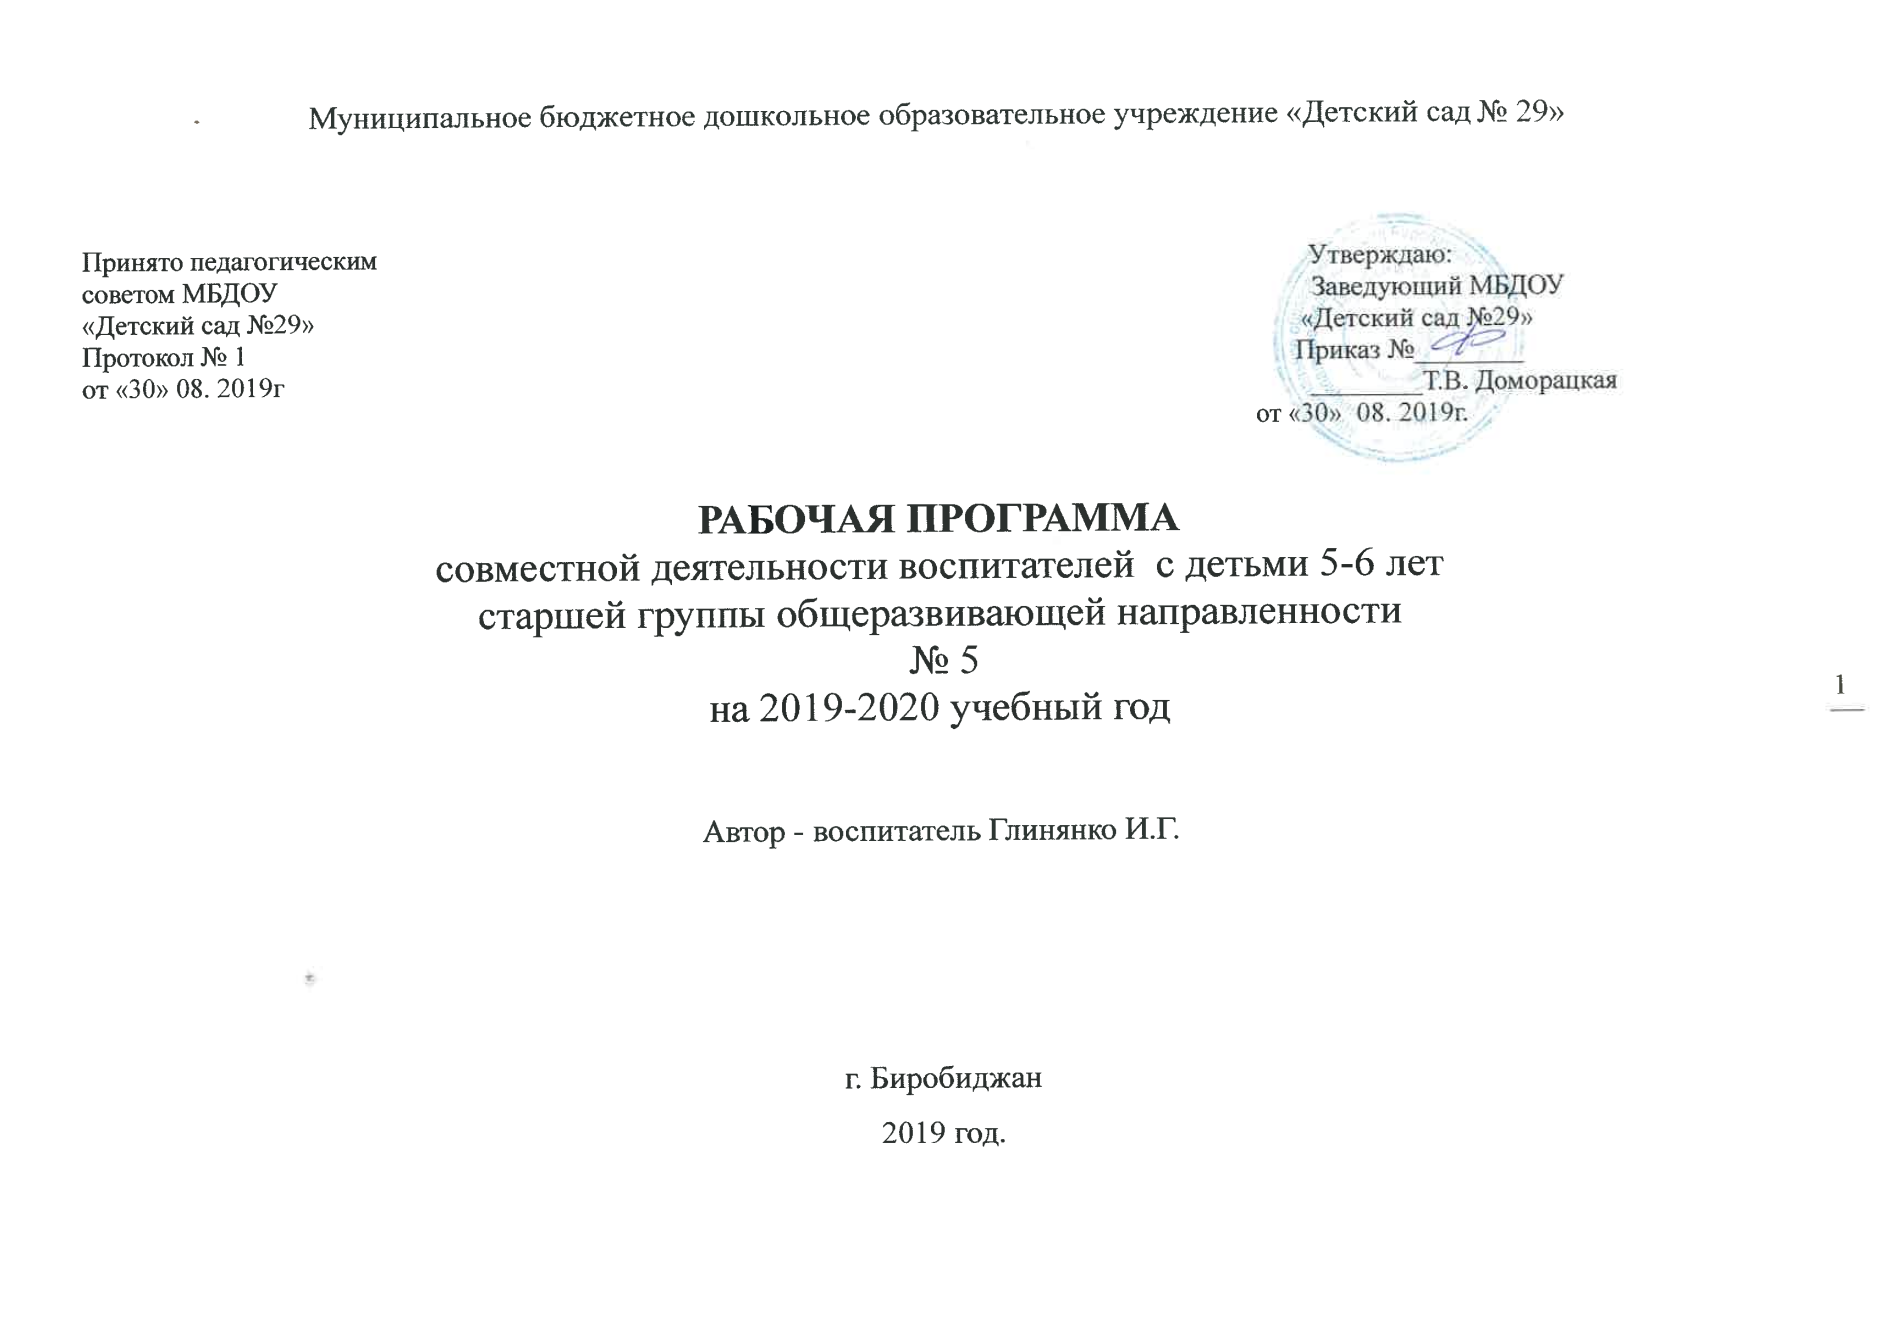 Муниципальное бюджетное дошкольное образовательное учреждение «Детский сад № 29»
Принято педагогическим
советом МБДОУ
«Детский сад №29»
Протокол № 1
от «30» 08. 2019г
Утверждаю:
Заведующий МБДОУ
«Детский сад №29»
Приказ №________
________Т.В. Доморацкая
от «30» 08. 2019г.
РАБОЧАЯ ПРОГРАММА
совместной деятельности воспитателей с детьми 5-6 лет
старшей группы общеразвивающей направленности
№ 5
на 2019-2020 учебный год
1
Автор - воспитатель Глинянко И.Г.
г. Биробиджан
2019 год.